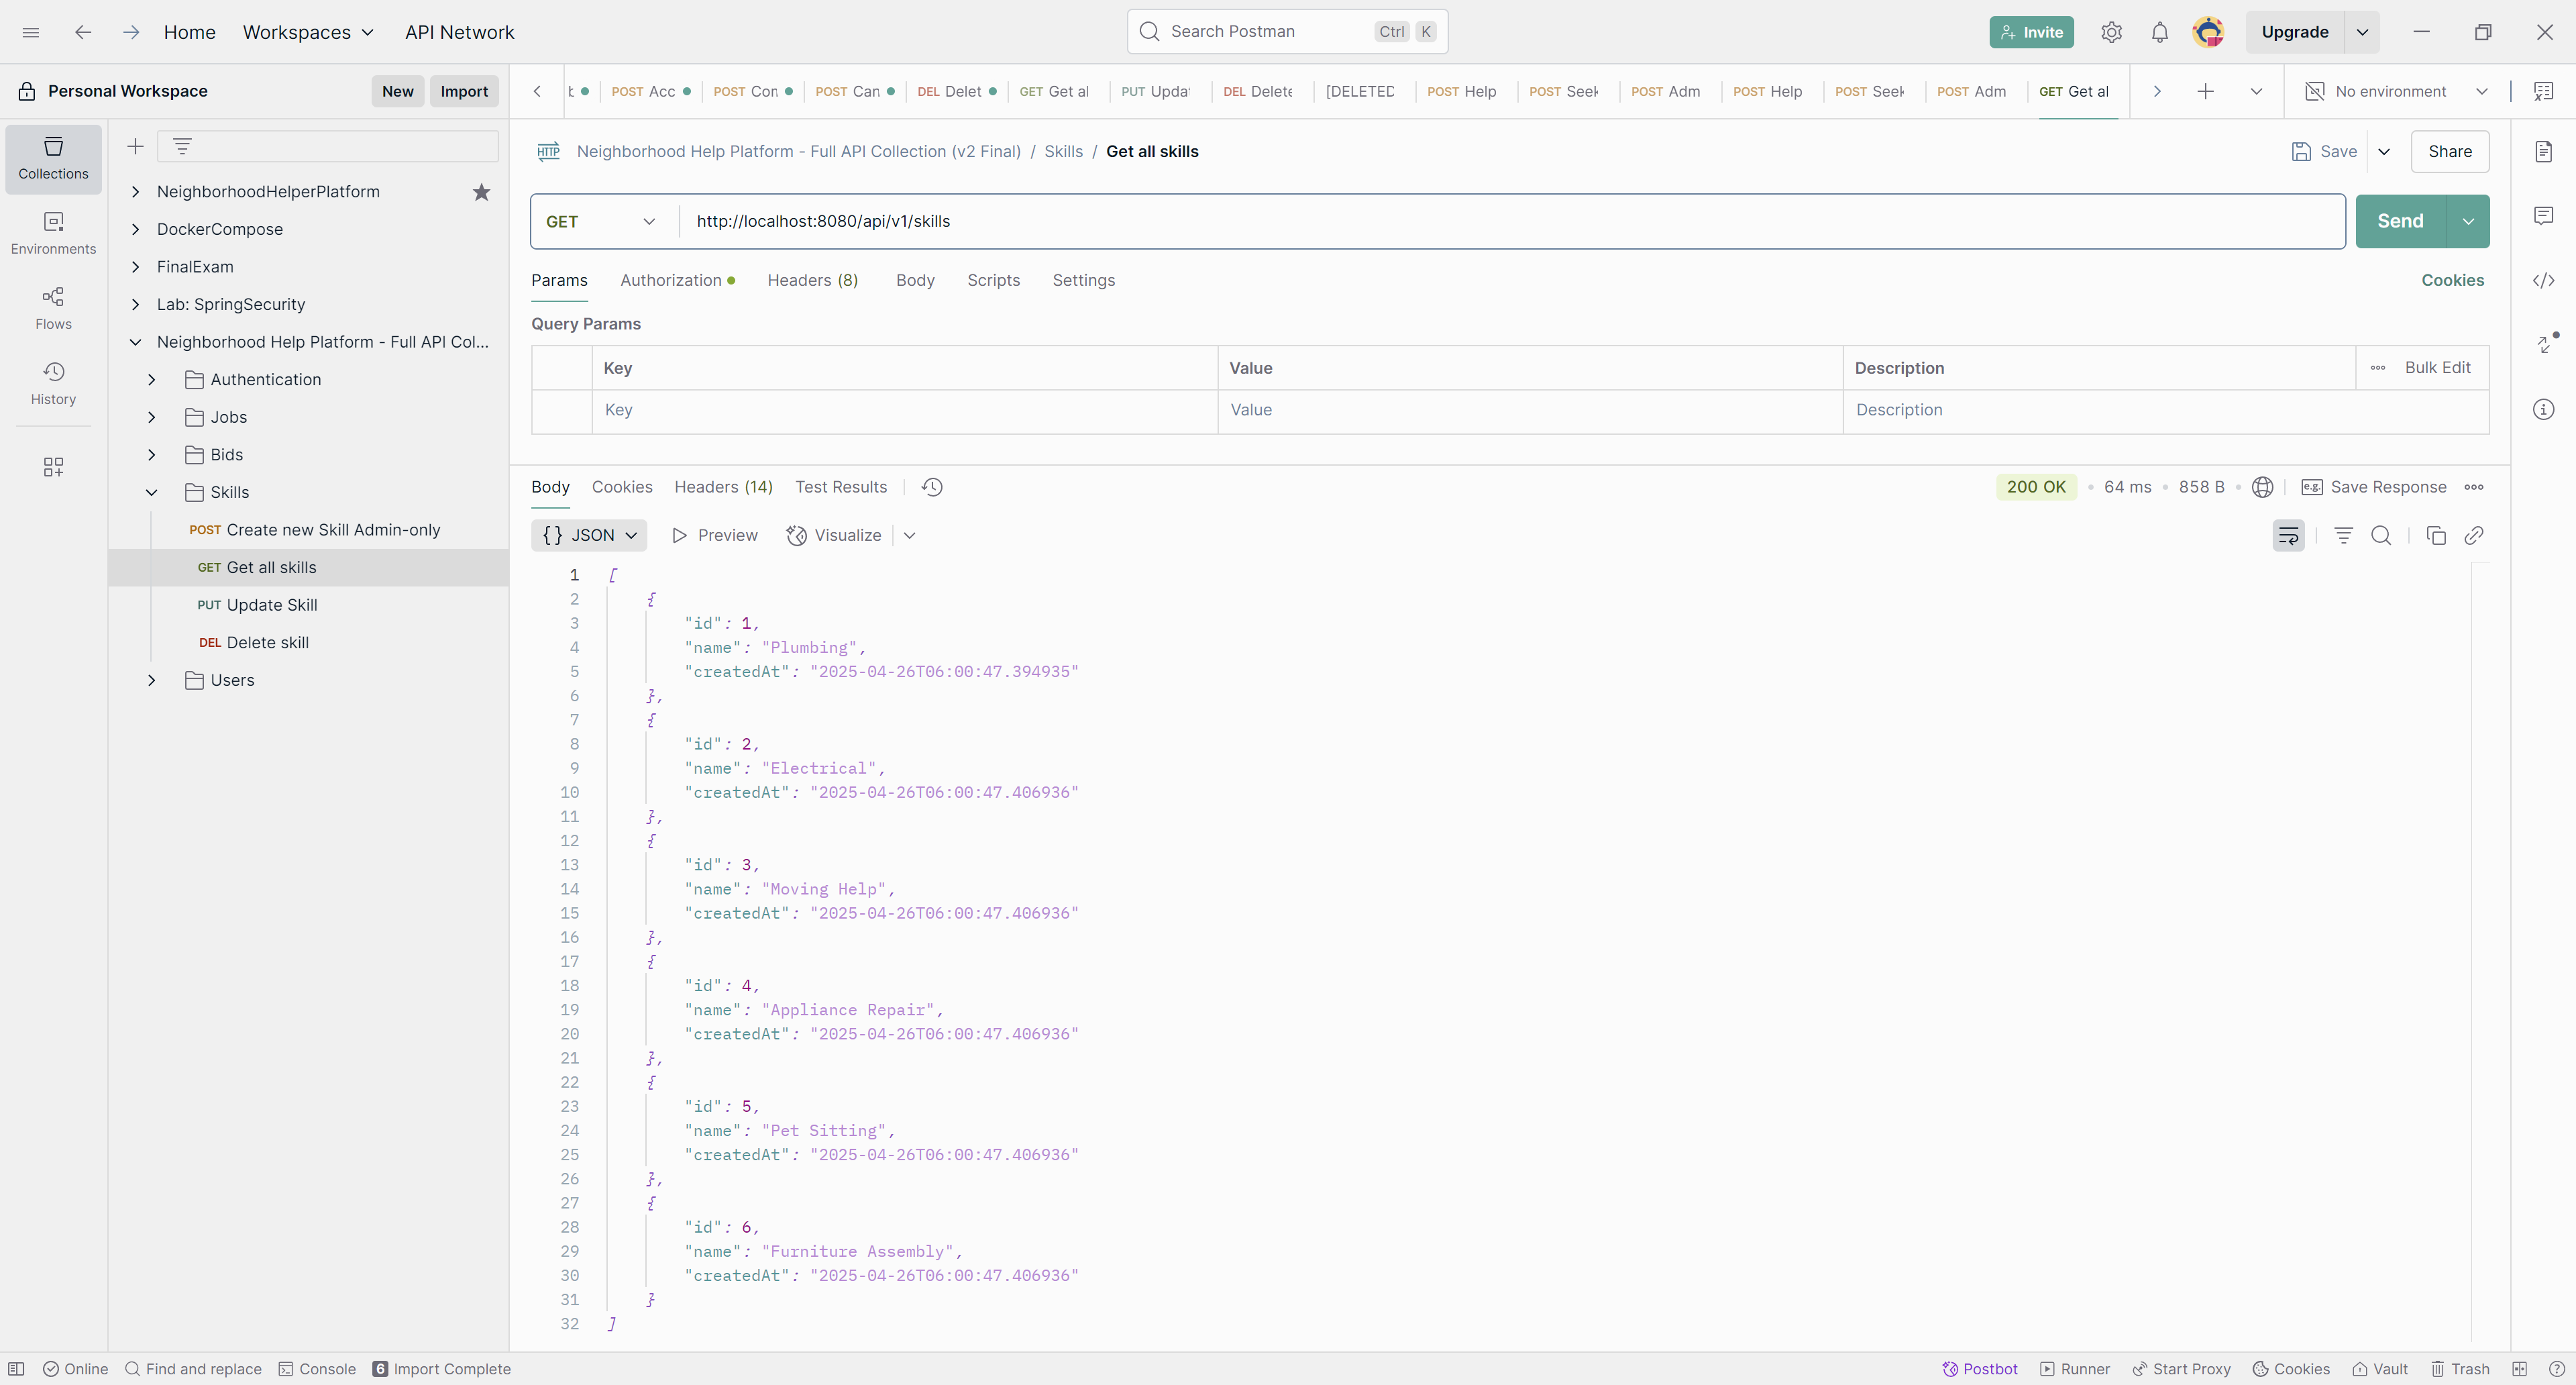 Home Workspaces API Network
Search Postman Ctrl K
Invite Upgrade
Personal Workspace New Import
POST Acc POST Con POST Can DEL Delet GET Get al PUT Upda DEL Delete [DELETED POST Help POST Seek POST Adm POST Help POST Seek POST Adm GET Get al
No environment
Collections
Environments
Flows
History
NeighborhoodHelperPlatform
DockerCompose
FinalExam
Lab: SpringSecurity
Neighborhood Help Platform - Full API Col...
Authentication
Jobs
Bids
Skills
POST Create new Skill Admin-only
GET Get all skills
PUT Update Skill
DEL Delete skill
Users
HTTP Neighborhood Help Platform - Full API Collection (v2 Final) / Skills / Get all skills
Save Share
GET http://localhost:8080/api/v1/skills Send
Params Authorization Headers (8) Body Scripts Settings Cookies
Query Params
Key Value Description Bulk Edit
Key Value Description
Body Cookies Headers (14) Test Results
200 OK • 64 ms • 858 B • e.g. Save Response
{ } JSON Preview Visualize
1 [
2 {
3 "id": 1,
4 "name": "Plumbing",
5 "createdAt": "2025-04-26T06:00:47.394935"
6 },
7 {
8 "id": 2,
9 "name": "Electrical",
10 "createdAt": "2025-04-26T06:00:47.406936"
11 },
12 {
13 "id": 3,
14 "name": "Moving Help",
15 "createdAt": "2025-04-26T06:00:47.406936"
16 },
17 {
18 "id": 4,
19 "name": "Appliance Repair",
20 "createdAt": "2025-04-26T06:00:47.406936"
21 },
22 {
23 "id": 5,
24 "name": "Pet Sitting",
25 "createdAt": "2025-04-26T06:00:47.406936"
26 },
27 {
28 "id": 6,
29 "name": "Furniture Assembly",
30 "createdAt": "2025-04-26T06:00:47.406936"
31 }
32 ]
Online Find and replace Console 6 Import Complete
Postbot Runner Start Proxy Cookies Vault Trash